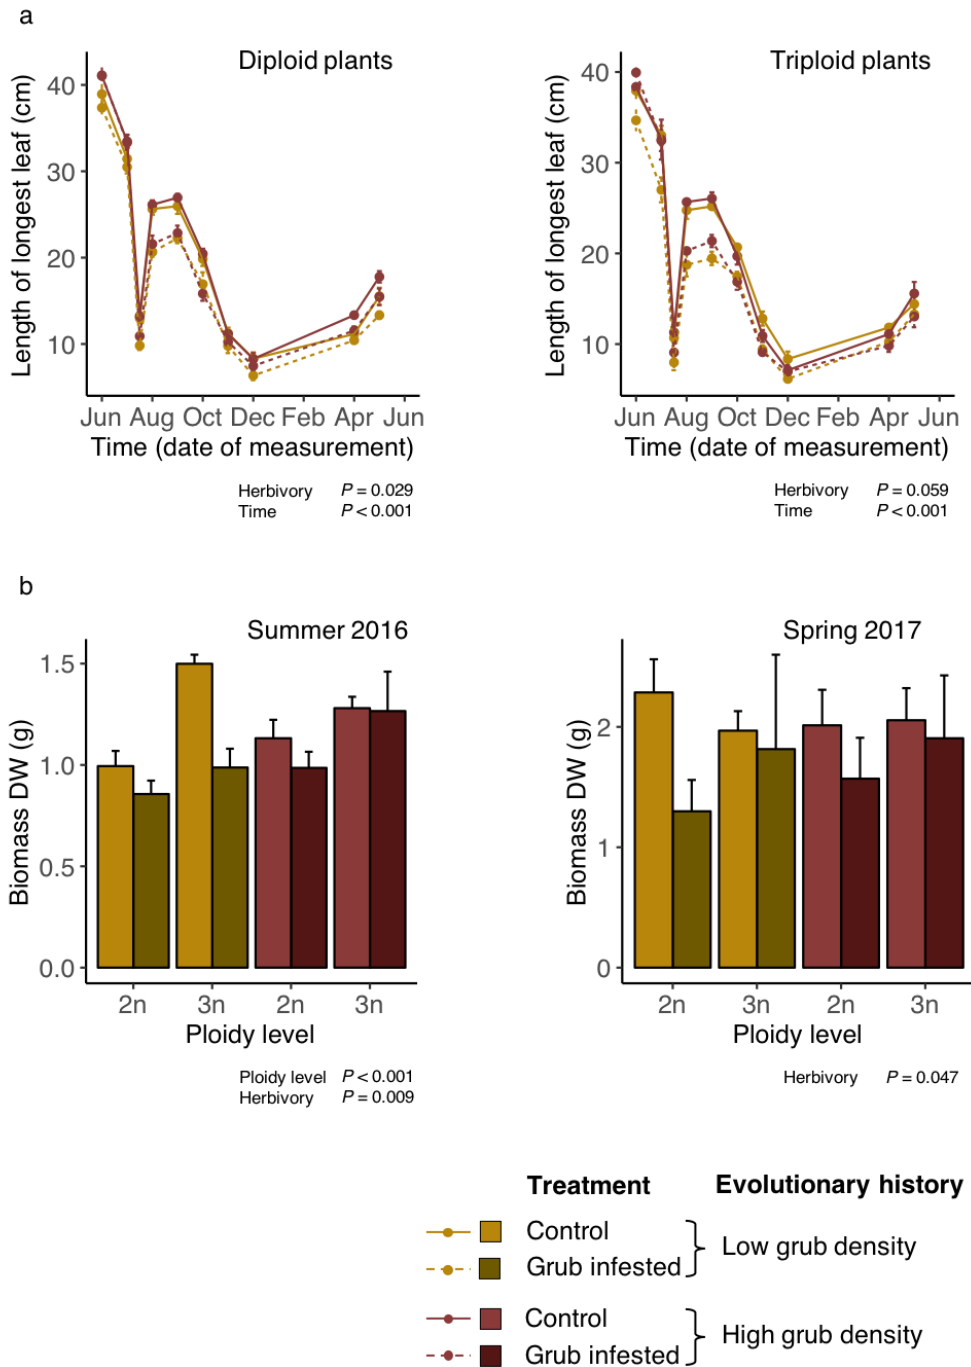 a
Diploid plants
Length of longest leaf (cm)
40
30
20
10
Jun Aug Oct Dec Feb Apr Jun
Time (date of measurement)
Herbivory P = 0.029
Time P < 0.001
Triploid plants
Length of longest leaf (cm)
40
30
20
10
Jun Aug Oct Dec Feb Apr Jun
Time (date of measurement)
Herbivory P = 0.059
Time P < 0.001
b
Summer 2016
Biomass DW (g)
1.5
1.0
0.5
0.0
2n 3n 2n 3n
Ploidy level
Ploidy level P < 0.001
Herbivory P = 0.009
Spring 2017
Biomass DW (g)
2
1
0
2n 3n 2n 3n
Ploidy level
Herbivory P = 0.047
Treatment Evolutionary history
Control
Grub infested
Low grub density
Control
Grub infested
High grub density